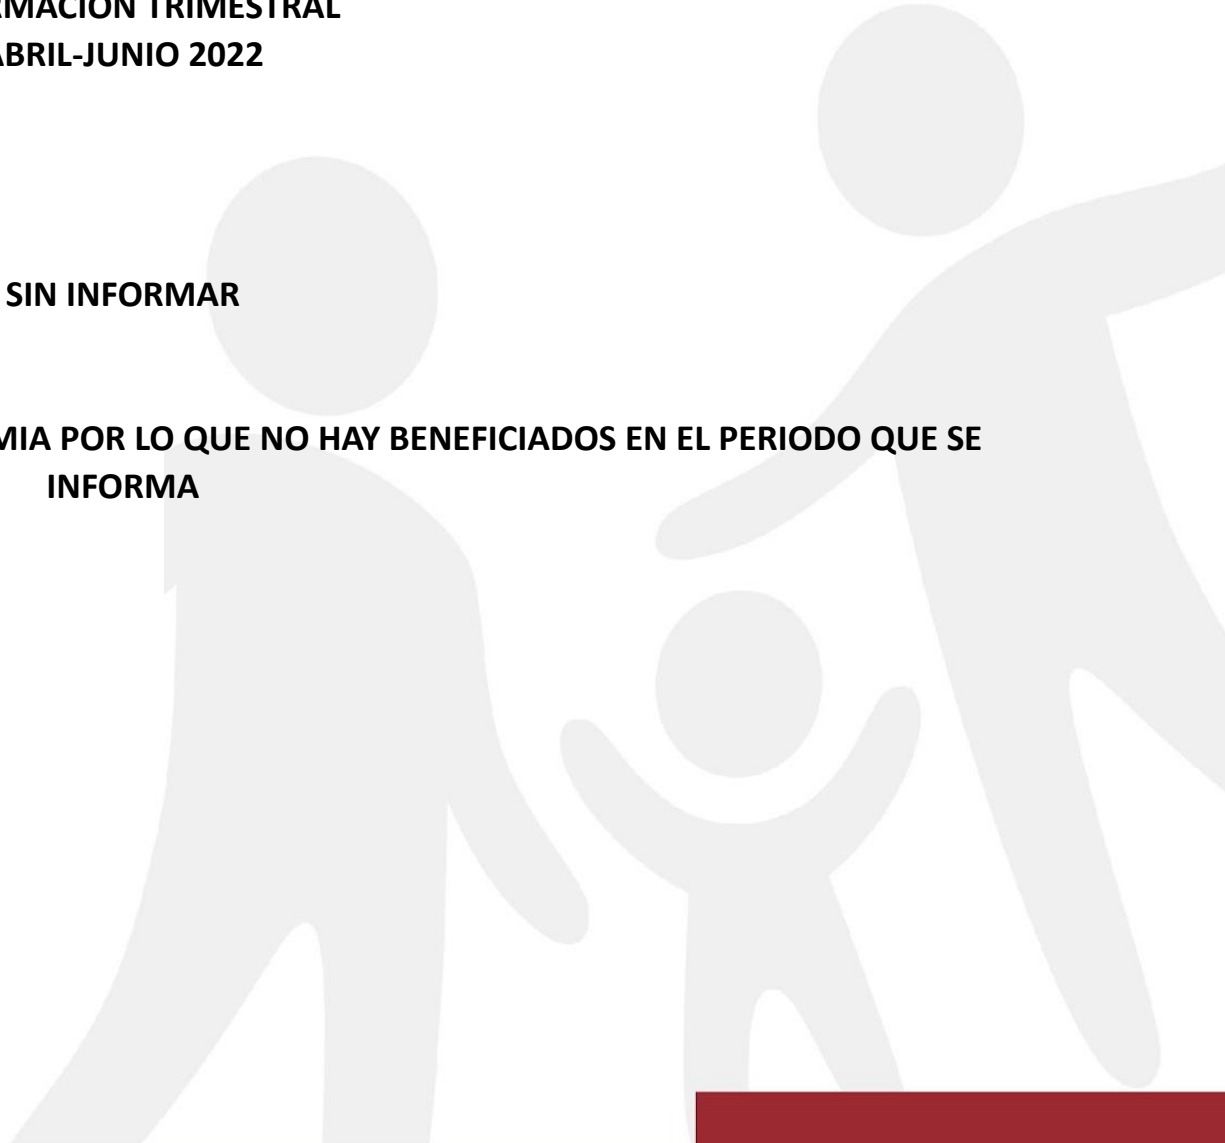 RMACIÓN TRIMESTRAL
ABRIL-JUNIO 2022
SIN INFORMAR
MIA POR LO QUE NO HAY BENEFICIADOS EN EL PERIODO QUE SE
INFORMA